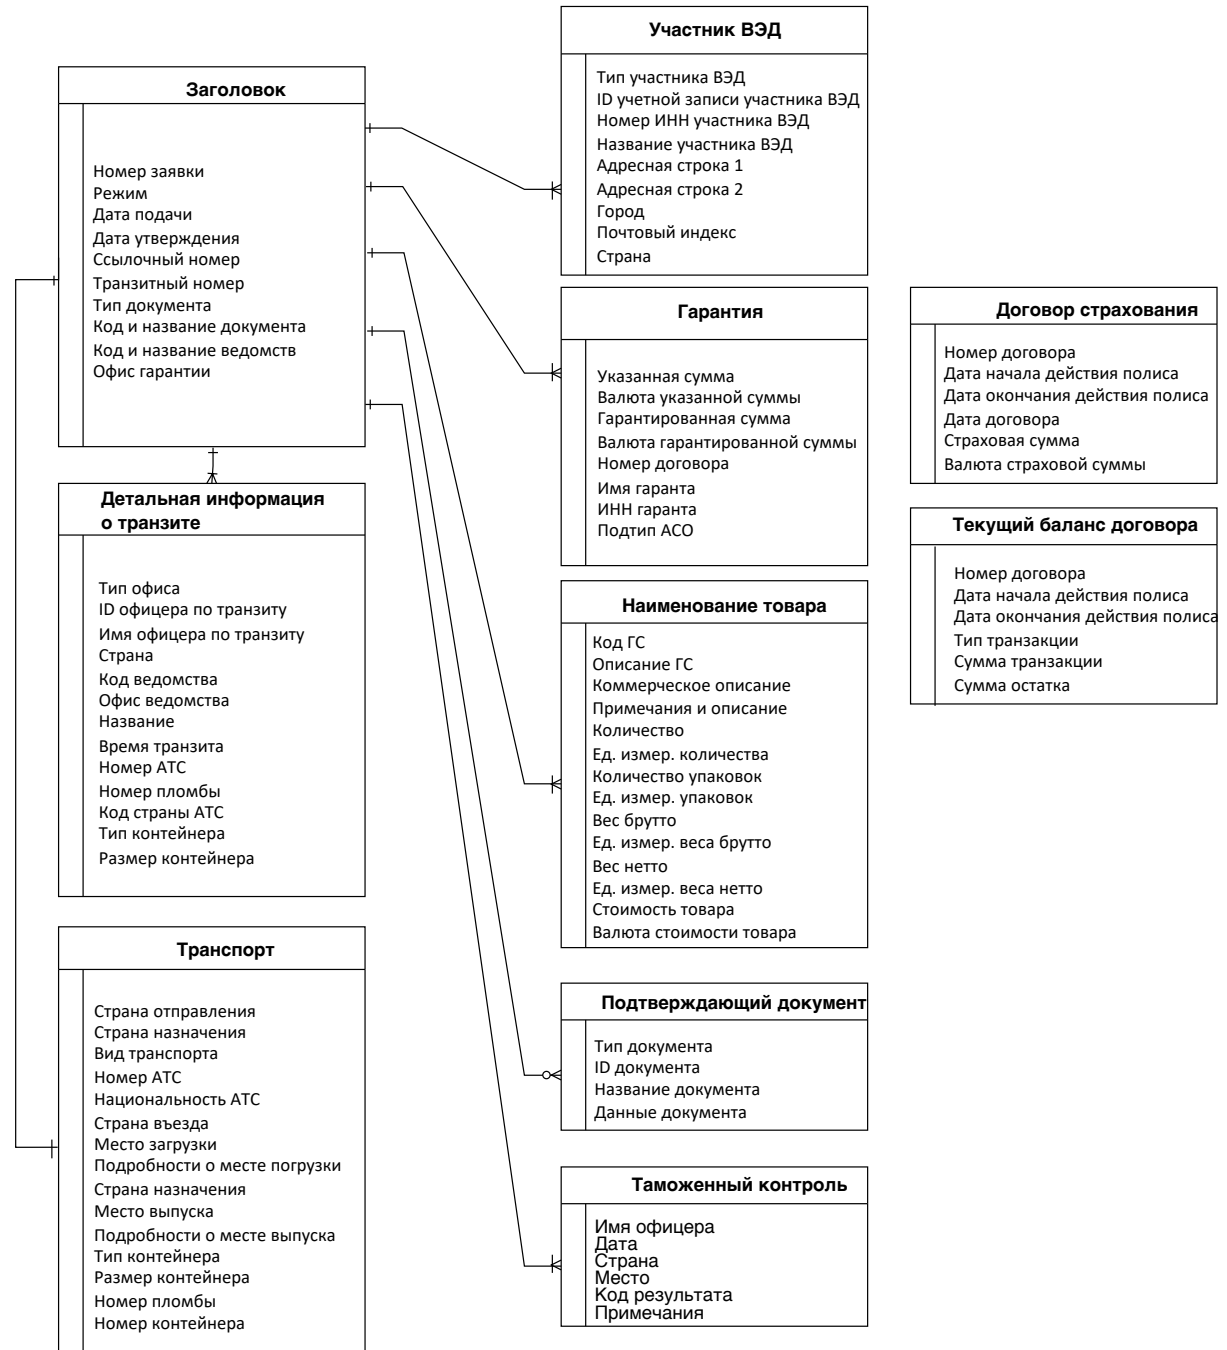 Заголовок
Номер заявки
Режим
Дата подачи
Дата утверждения
Ссылочный номер
Транзитный номер
Тип документа
Код и название документа
Код и название ведомств
Офис гарантии
Детальная информация
о транзите
Тип офиса
ID офицера по транзиту
Имя офицера по транзиту
Страна
Код ведомства
Офис ведомства
Название
Время транзита
Номер АТС
Номер пломбы
Код страны АТС
Тип контейнера
Размер контейнера
Транспорт
Страна отправления
Страна назначения
Вид транспорта
Номер АТС
Национальность АТС
Страна въезда
Место загрузки
Подробности о месте погрузки
Страна назначения
Место выпуска
Подробности о месте выпуска
Тип контейнера
Размер контейнера
Номер пломбы
Номер контейнера
Участник ВЭД
Тип участника ВЭД
ID учетной записи участника ВЭД
Номер ИНН участника ВЭД
Название участника ВЭД
Адресная строка 1
Адресная строка 2
Город
Почтовый индекс
Страна
Гарантия
Указанная сумма
Валюта указанной суммы
Гарантированная сумма
Валюта гарантированной суммы
Номер договора
Имя гаранта
ИНН гаранта
Подтип АСО
Наименование товара
Код ГС
Описание ГС
Коммерческое описание
Примечания и описание
Количество
Ед. измер. количества
Количество упаковок
Ед. измер. упаковок
Вес брутто
Ед. измер. веса брутто
Вес нетто
Ед. измер. веса нетто
Стоимость товара
Валюта стоимости товара
Подтверждающий документ
Тип документа
ID документа
Название документа
Данные документа
Таможенный контроль
Имя офицера
Дата
Страна
Место
Код результата
Примечания
Договор страхования
Номер договора
Дата начала действия полиса
Дата окончания действия полиса
Дата договора
Страховая сумма
Валюта страховой суммы
Текущий баланс договора
Номер договора
Дата начала действия полиса
Дата окончания действия полиса
Тип транзакции
Сумма транзакции
Сумма остатка